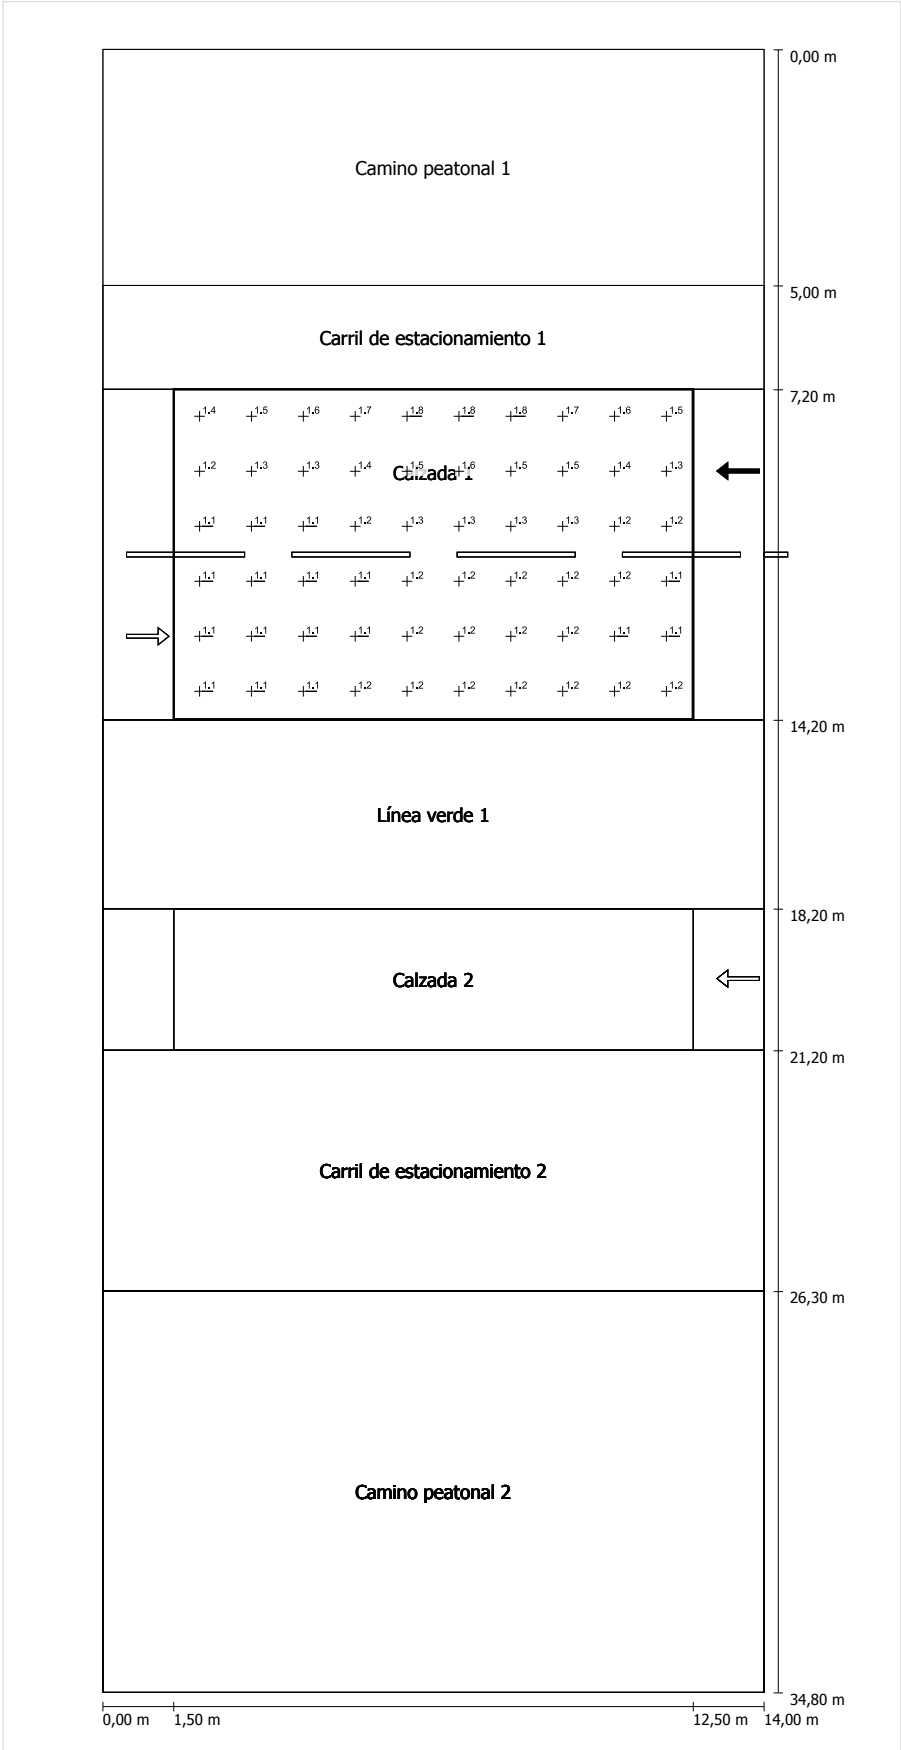 0,00 m
Camino peatonal 1
5,00 m
Carril de estacionamiento 1
7,20 m
1.4 1.5 1.6 1.7 1.8 1.8 1.8 1.7 1.6 1.5
1.2 1.3 1.3 1.4 1.5 1.6 1.5 1.5 1.4 1.3
Calzada 1
1.1 1.1 1.1 1.2 1.3 1.3 1.3 1.3 1.2 1.2
1.1 1.1 1.1 1.1 1.2 1.2 1.2 1.2 1.2 1.1
1.1 1.1 1.1 1.1 1.2 1.2 1.2 1.2 1.1 1.1
1.1 1.1 1.1 1.2 1.2 1.2 1.2 1.2 1.2 1.2
14,20 m
Línea verde 1
18,20 m
Calzada 2
21,20 m
Carril de estacionamiento 2
26,30 m
Camino peatonal 2
34,80 m
0,00 m 1,50 m 12,50 m 14,00 m